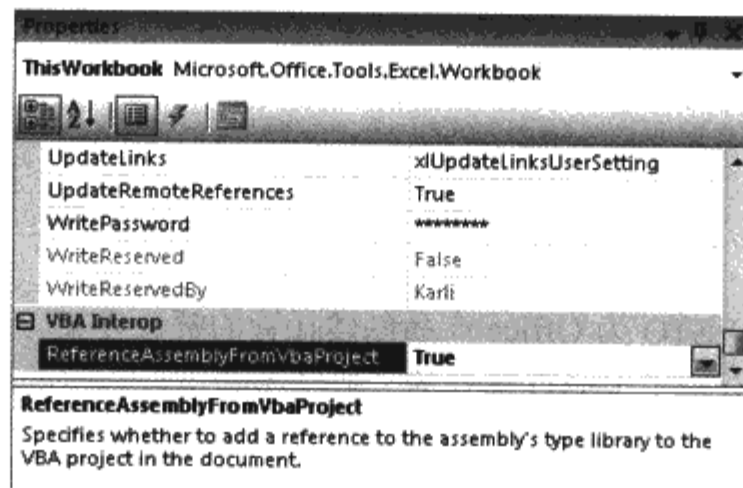 Properties
ThisWorkbook Microsoft.Office.Tools.Excel.Workbook
UpdateLinks xlUpdateLinksUserSetting
UpdateRemoteReferences True
WritePassword ********
WriteReserved False
WriteReservedBy Karli
VBA Interop
ReferenceAssemblyFromVbaProject True
ReferenceAssemblyFromVbaProject
Specifies whether to add a reference to the assembly's type library to the
VBA project in the document.